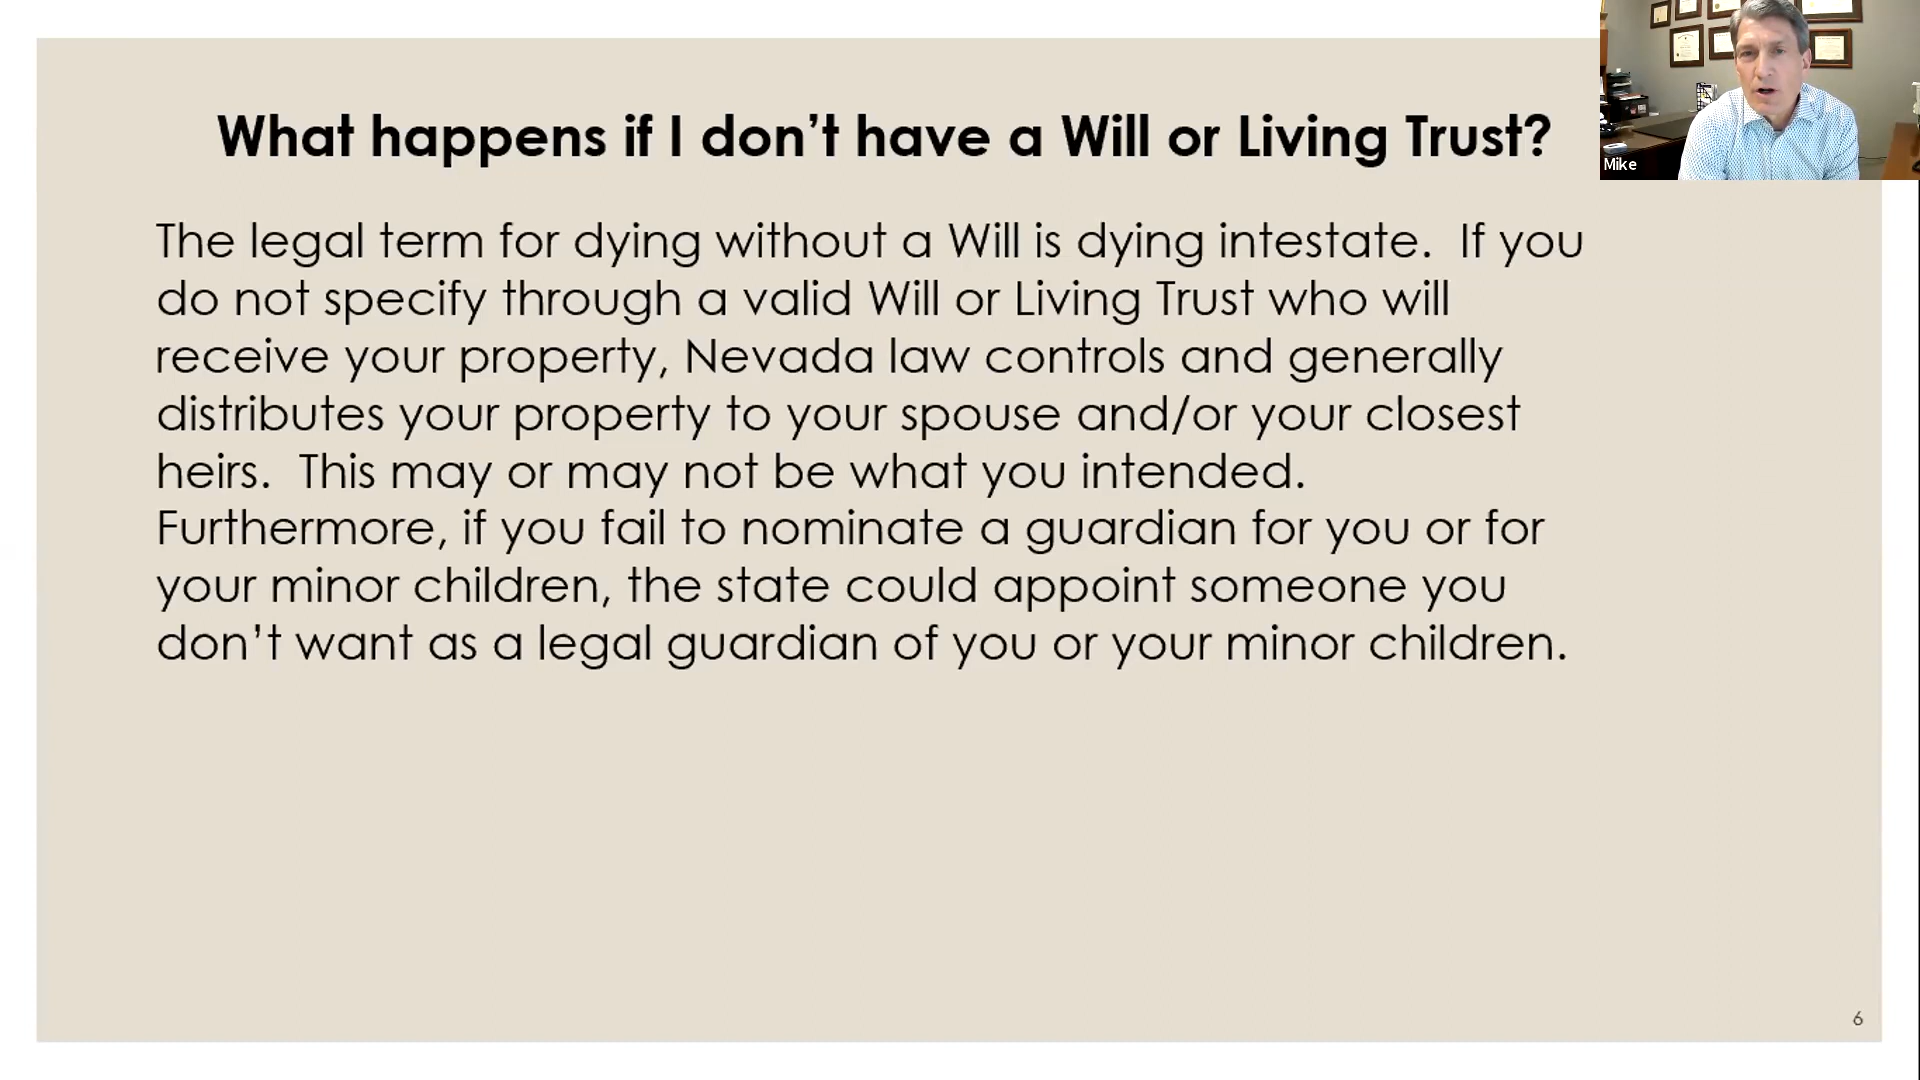 What happens if I don’t have a Will or Living Trust?
Mike
The legal term for dying without a Will is dying intestate.  If you
do not specify through a valid Will or Living Trust who will
receive your property, Nevada law controls and generally
distributes your property to your spouse and/or your closest
heirs.  This may or may not be what you intended.
Furthermore, if you fail to nominate a guardian for you or for
your minor children, the state could appoint someone you
don’t want as a legal guardian of you or your minor children.
6